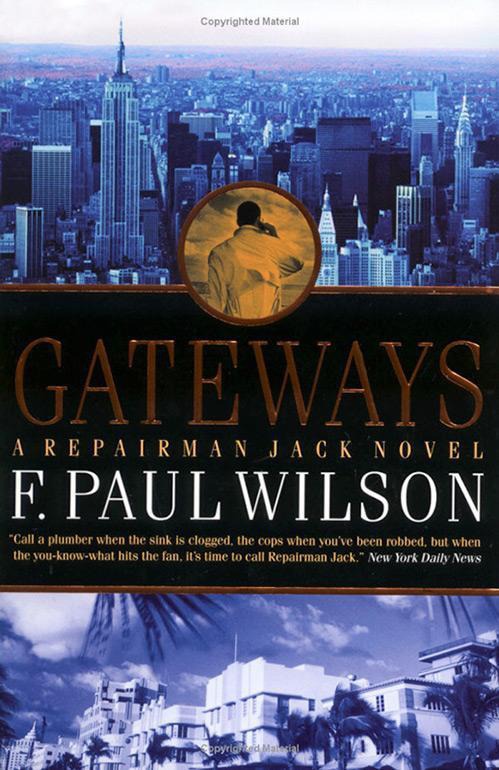 Copyrighted Material
GATEWAYS
A REPAIRMAN JACK NOVEL
F. PAUL WILSON
"Call a plumber when the sink is clogged, the cops when you've been robbed, but when
the you-know-what hits the fan, it's time to call Repairman Jack." New York Daily News
Copyrighted Material